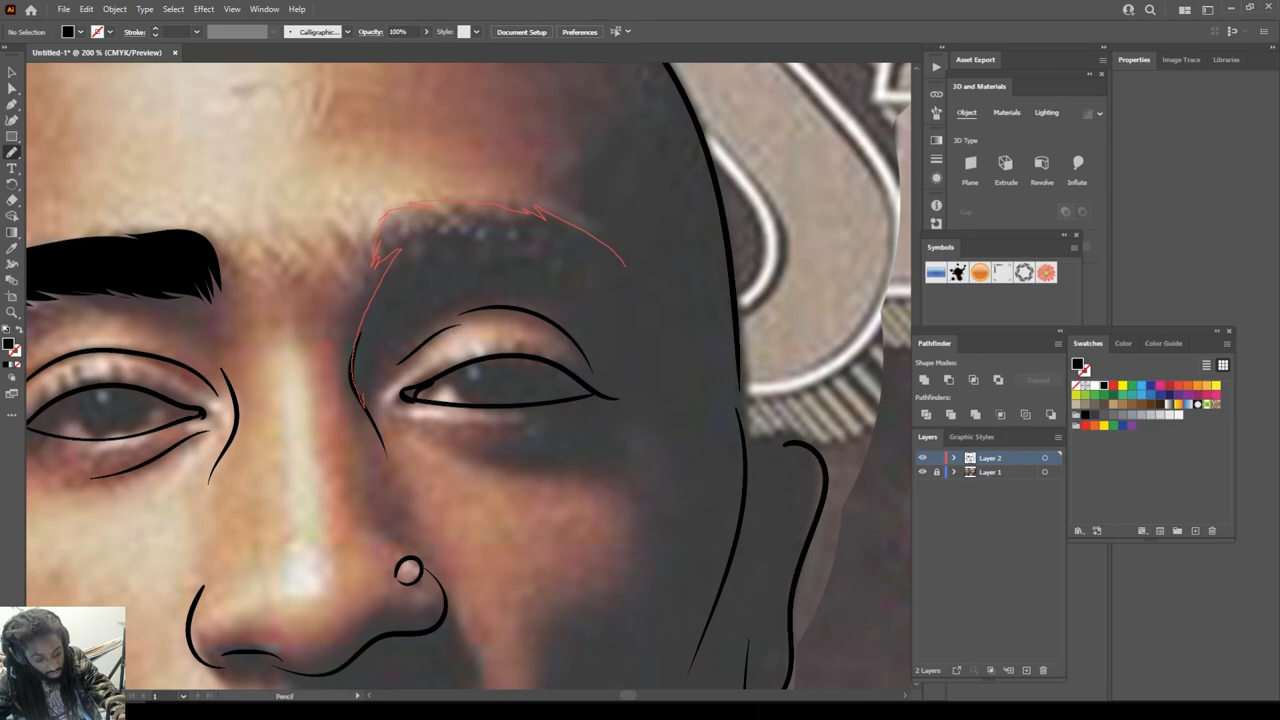 Ai File Edit Object Type Select Effect View Window Help
No Selection Stroke: Calligraphic... Opacity: 100% Style: Document Setup Preferences
Untitled-1* @ 200 % (CMYK/Preview) ×
Asset Export
Properties Image Trace Libraries
3D and Materials
Object Materials Lighting
3D Type
Plane Extrude Revolve Inflate
Cap
Symbols
Pathfinder
Shape Modes:
Expand
Pathfinders:
Swatches Color Color Guide
Layers Graphic Styles
Layer 2
Layer 1
2 Layers
1 Pencil